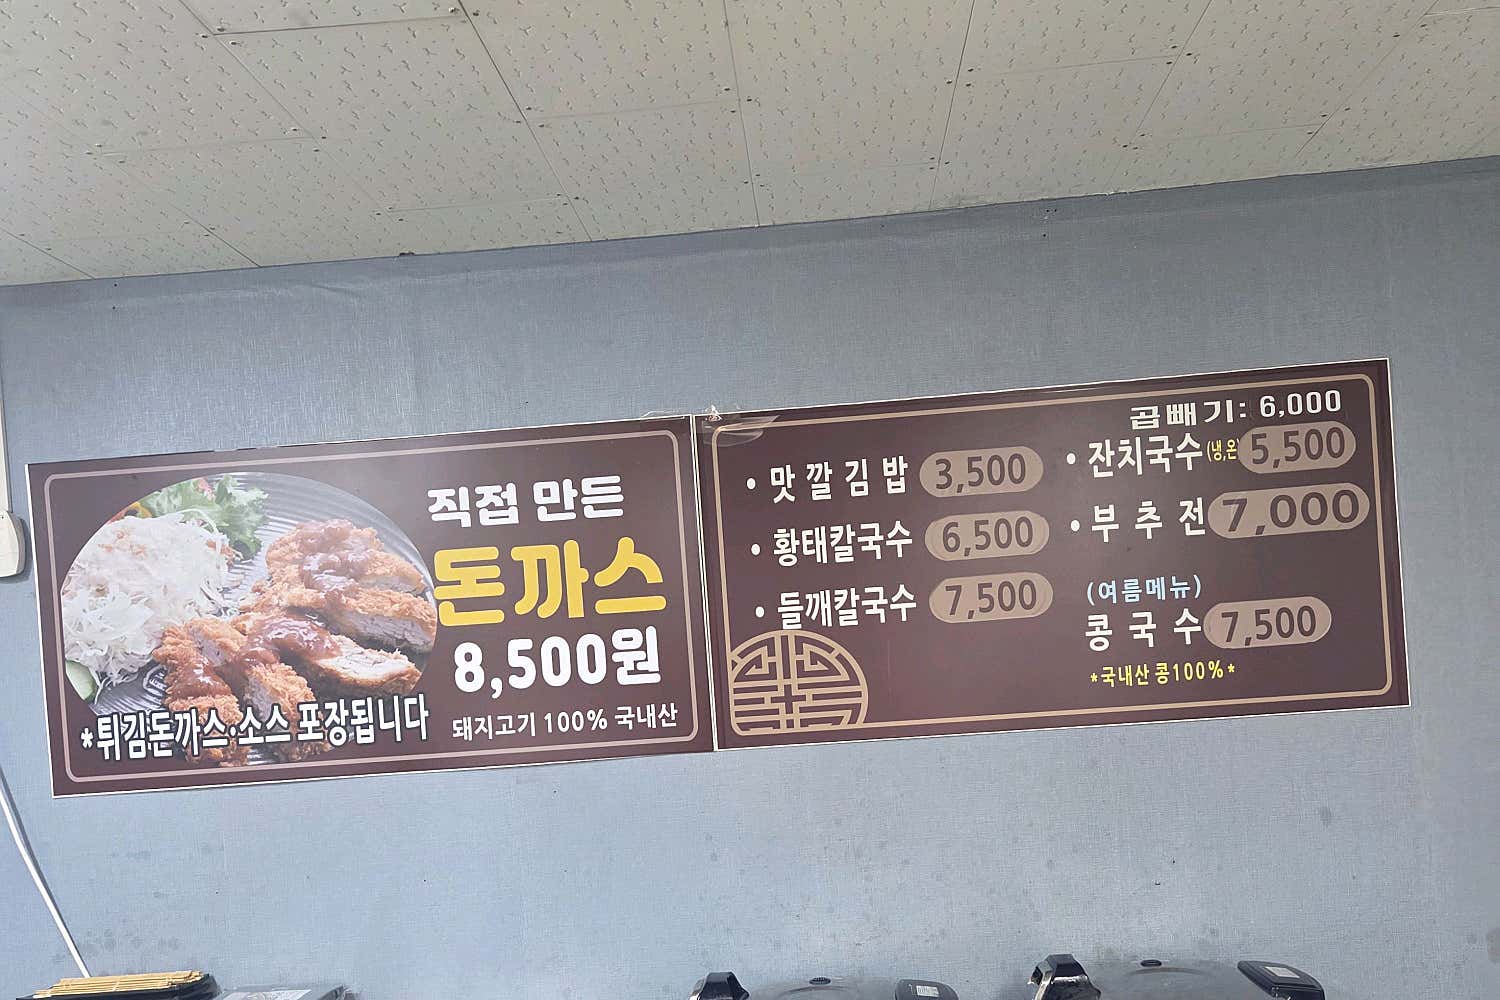 직접 만든
돈까스
8,500원
*튀김돈까스·소스 포장됩니다
돼지고기 100% 국내산
맛깔김밥 3,500
황태칼국수 6,500
들깨칼국수 7,500
곱빼기: 6,000
잔치국수(냉,온) 5,500
부추전 7,000
(여름메뉴)
콩국수 7,500
*국내산 콩100%*